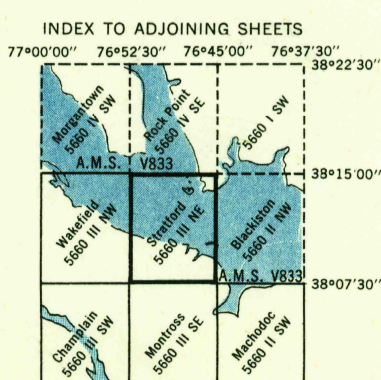 INDEX TO ADJOINING SHEETS
77°00'00" 76°52'30" 76°45'00" 76°37'30"
38°22'30"
Morgantown
5660 IV SW
Rock Point
5660 IV SE
5660 I SW
A.M.S. V833
38°15'00"
Wakefield
5660 III NW
Stratford
5660 III NE
Blackiston
5660 II NW
A.M.S. V833
38°07'30"
Champlain
5660 III SW
Montross
5660 III SE
Machodoc
5660 II SW